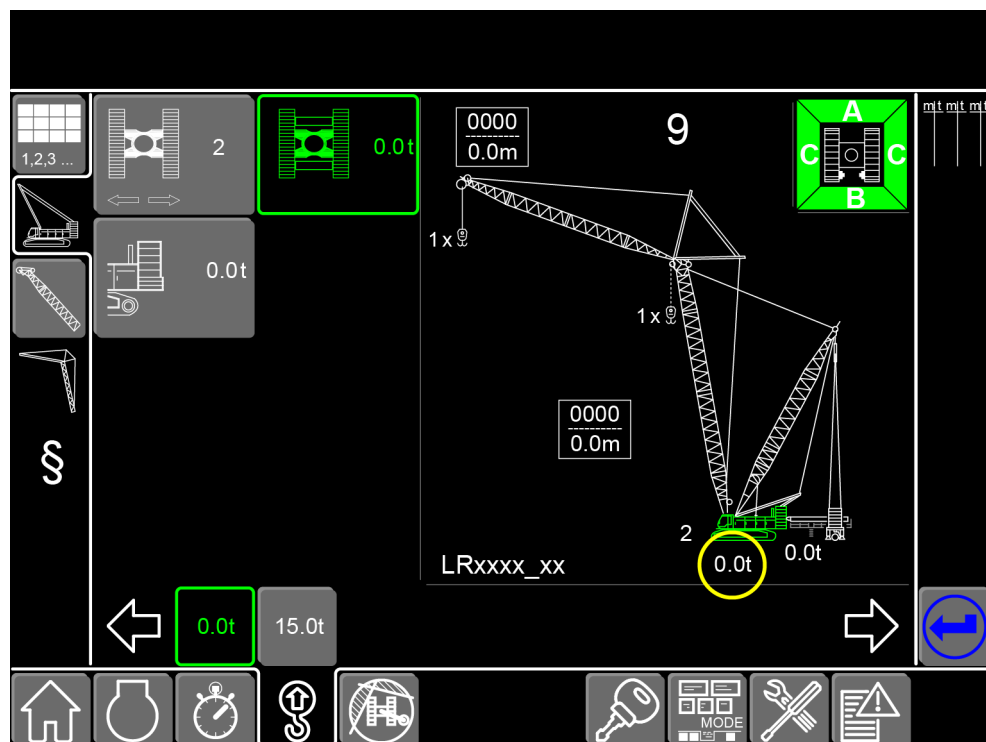 1,2,3 ...
2
0.0t
0.0t
0000
0.0m
9
A
C
C
B
m|t m|t m|t
1 x
1 x
0000
0.0m
§
2
0.0t
0.0t
LRxxxx_xx
0.0t
15.0t
MODE